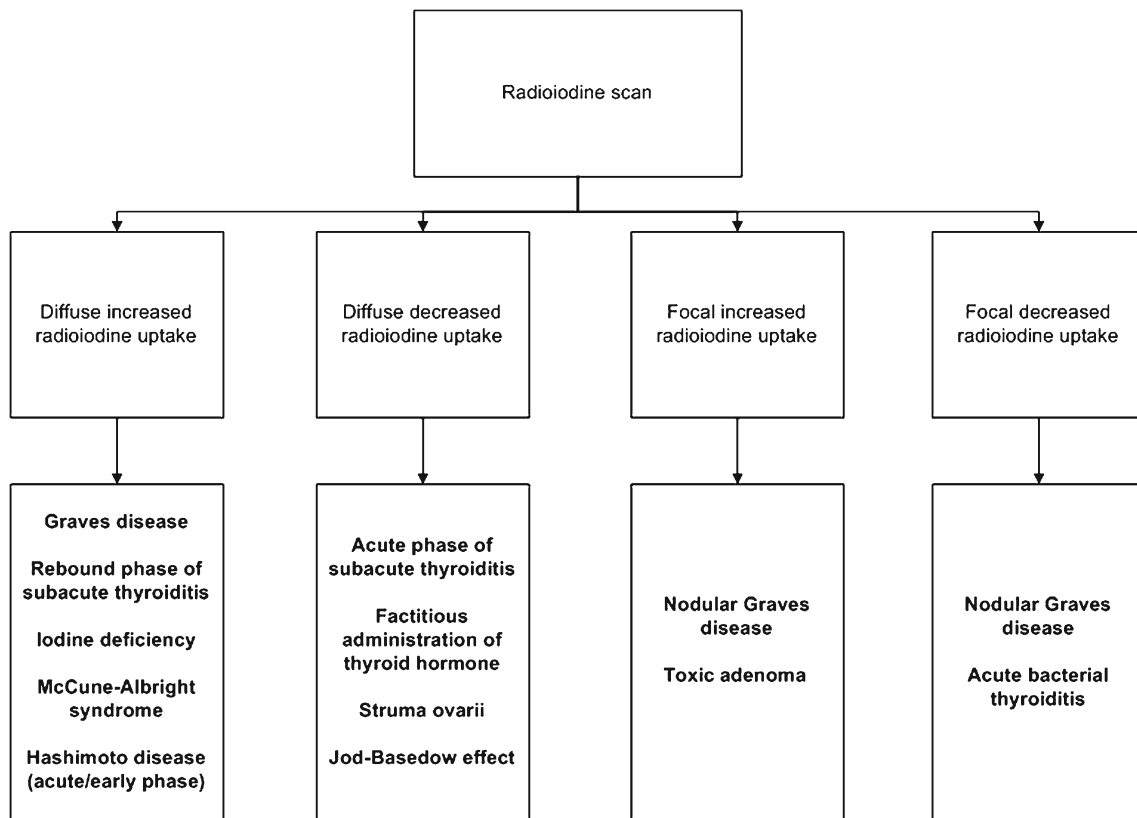 Radioiodine scan
Diffuse increased
radioiodine uptake
Diffuse decreased
radioiodine uptake
Focal increased
radioiodine uptake
Focal decreased
radioiodine uptake
Graves disease
Rebound phase of
subacute thyroiditis
Iodine deficiency
McCune-Albright
syndrome
Hashimoto disease
(acute/early phase)
Acute phase of
subacute thyroiditis
Factitious
administration of
thyroid hormone
Struma ovarii
Jod-Basedow effect
Nodular Graves
disease
Toxic adenoma
Nodular Graves
disease
Acute bacterial
thyroiditis